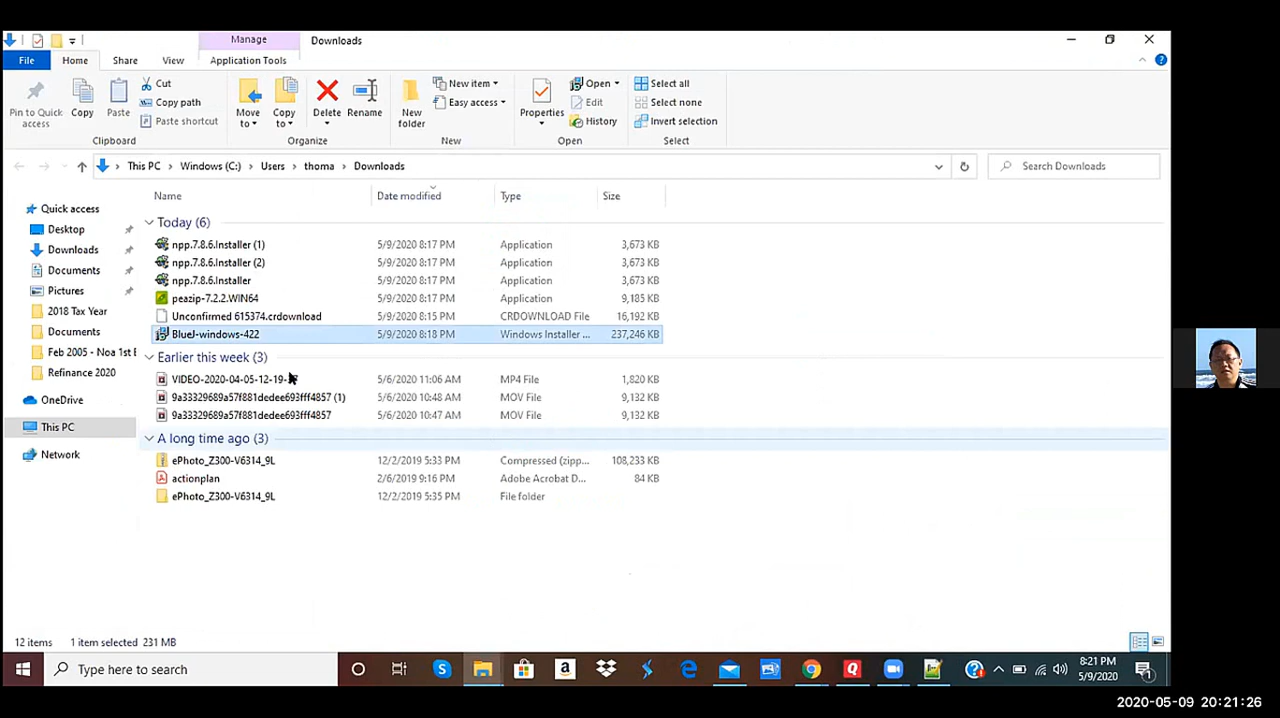 Manage
Downloads
File
Home
Share
View
Application Tools
Pin to Quick access
Copy
Paste
Cut
Copy path
Paste shortcut
Clipboard
Move to
Copy to
Delete
Rename
Organize
New folder
New item
Easy access
New
Properties
Open
Edit
History
Open
Select all
Select none
Invert selection
Select
This PC > Windows (C:) > Users > thoma > Downloads
Search Downloads
Name Date modified Type Size
Quick access
Desktop
Downloads
Documents
Pictures
2018 Tax Year
Documents
Feb 2005 - Noa 1st
Refinance 2020
OneDrive
This PC
Network
Today (6)
npp.7.8.6.Installer (1) 5/9/2020 8:17 PM Application 3,673 KB
npp.7.8.6.Installer (2) 5/9/2020 8:17 PM Application 3,673 KB
npp.7.8.6.Installer 5/9/2020 8:17 PM Application 3,673 KB
peazip-7.2.2.WIN64 5/9/2020 8:17 PM Application 9,185 KB
Unconfirmed 615374.crdownload 5/9/2020 8:15 PM CRDOWNLOAD File 16,192 KB
BlueJ-windows-422 5/9/2020 8:18 PM Windows Installer ... 237,246 KB
Earlier this week (3)
VIDEO-2020-04-05-12-19- 5/6/2020 11:06 AM MP4 File 1,820 KB
9a33329689a57f881dedee693fff4857 (1) 5/6/2020 10:48 AM MOV File 9,132 KB
9a33329689a57f881dedee693fff4857 5/6/2020 10:47 AM MOV File 9,132 KB
A long time ago (3)
ePhoto_Z300-V6314_9L 12/2/2019 5:33 PM Compressed (zipp... 108,233 KB
actionplan 2/6/2019 9:16 PM Adobe Acrobat D... 84 KB
ePhoto_Z300-V6314_9L 12/2/2019 5:35 PM File folder
12 items 1 item selected 231 MB
Type here to search
8:21 PM
5/9/2020
2020-05-09 20:21:26